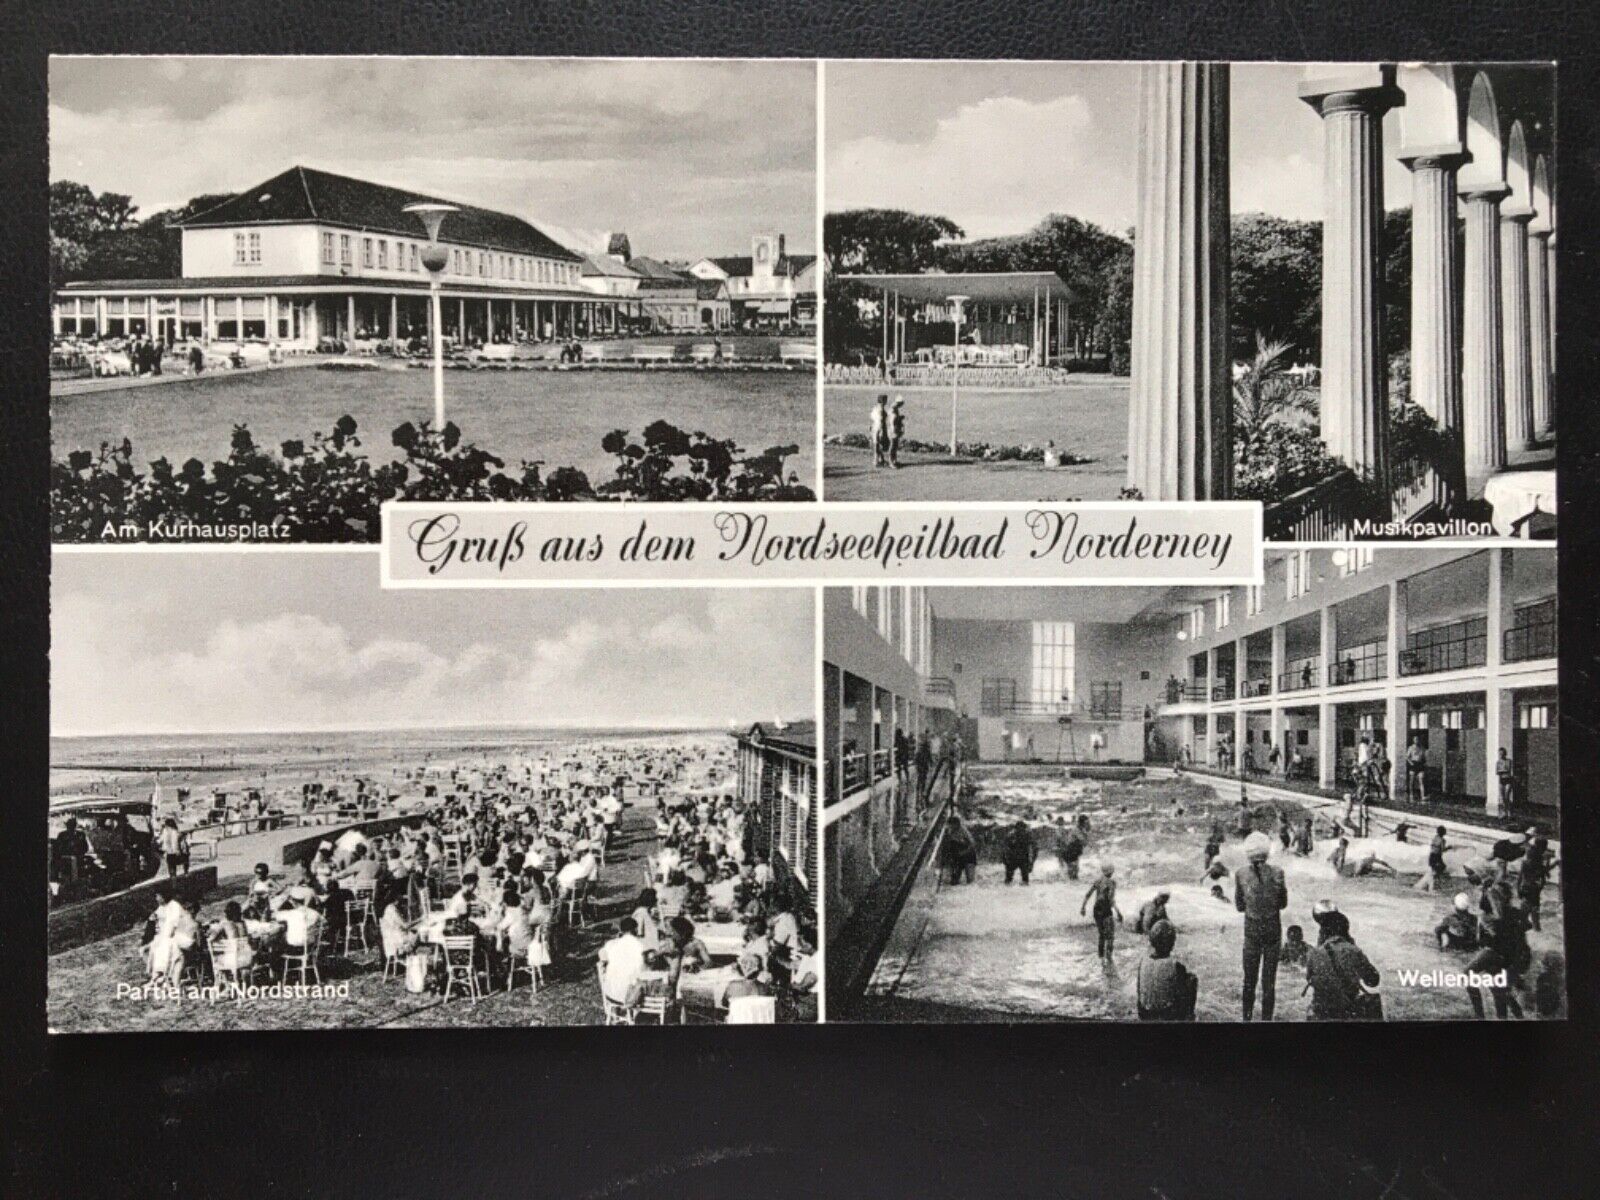 Am Kurhausplatz
Musikpavillon
Gruß aus dem Nordseeheilbad Norderney
Partie am Nordstrand
Wellenbad